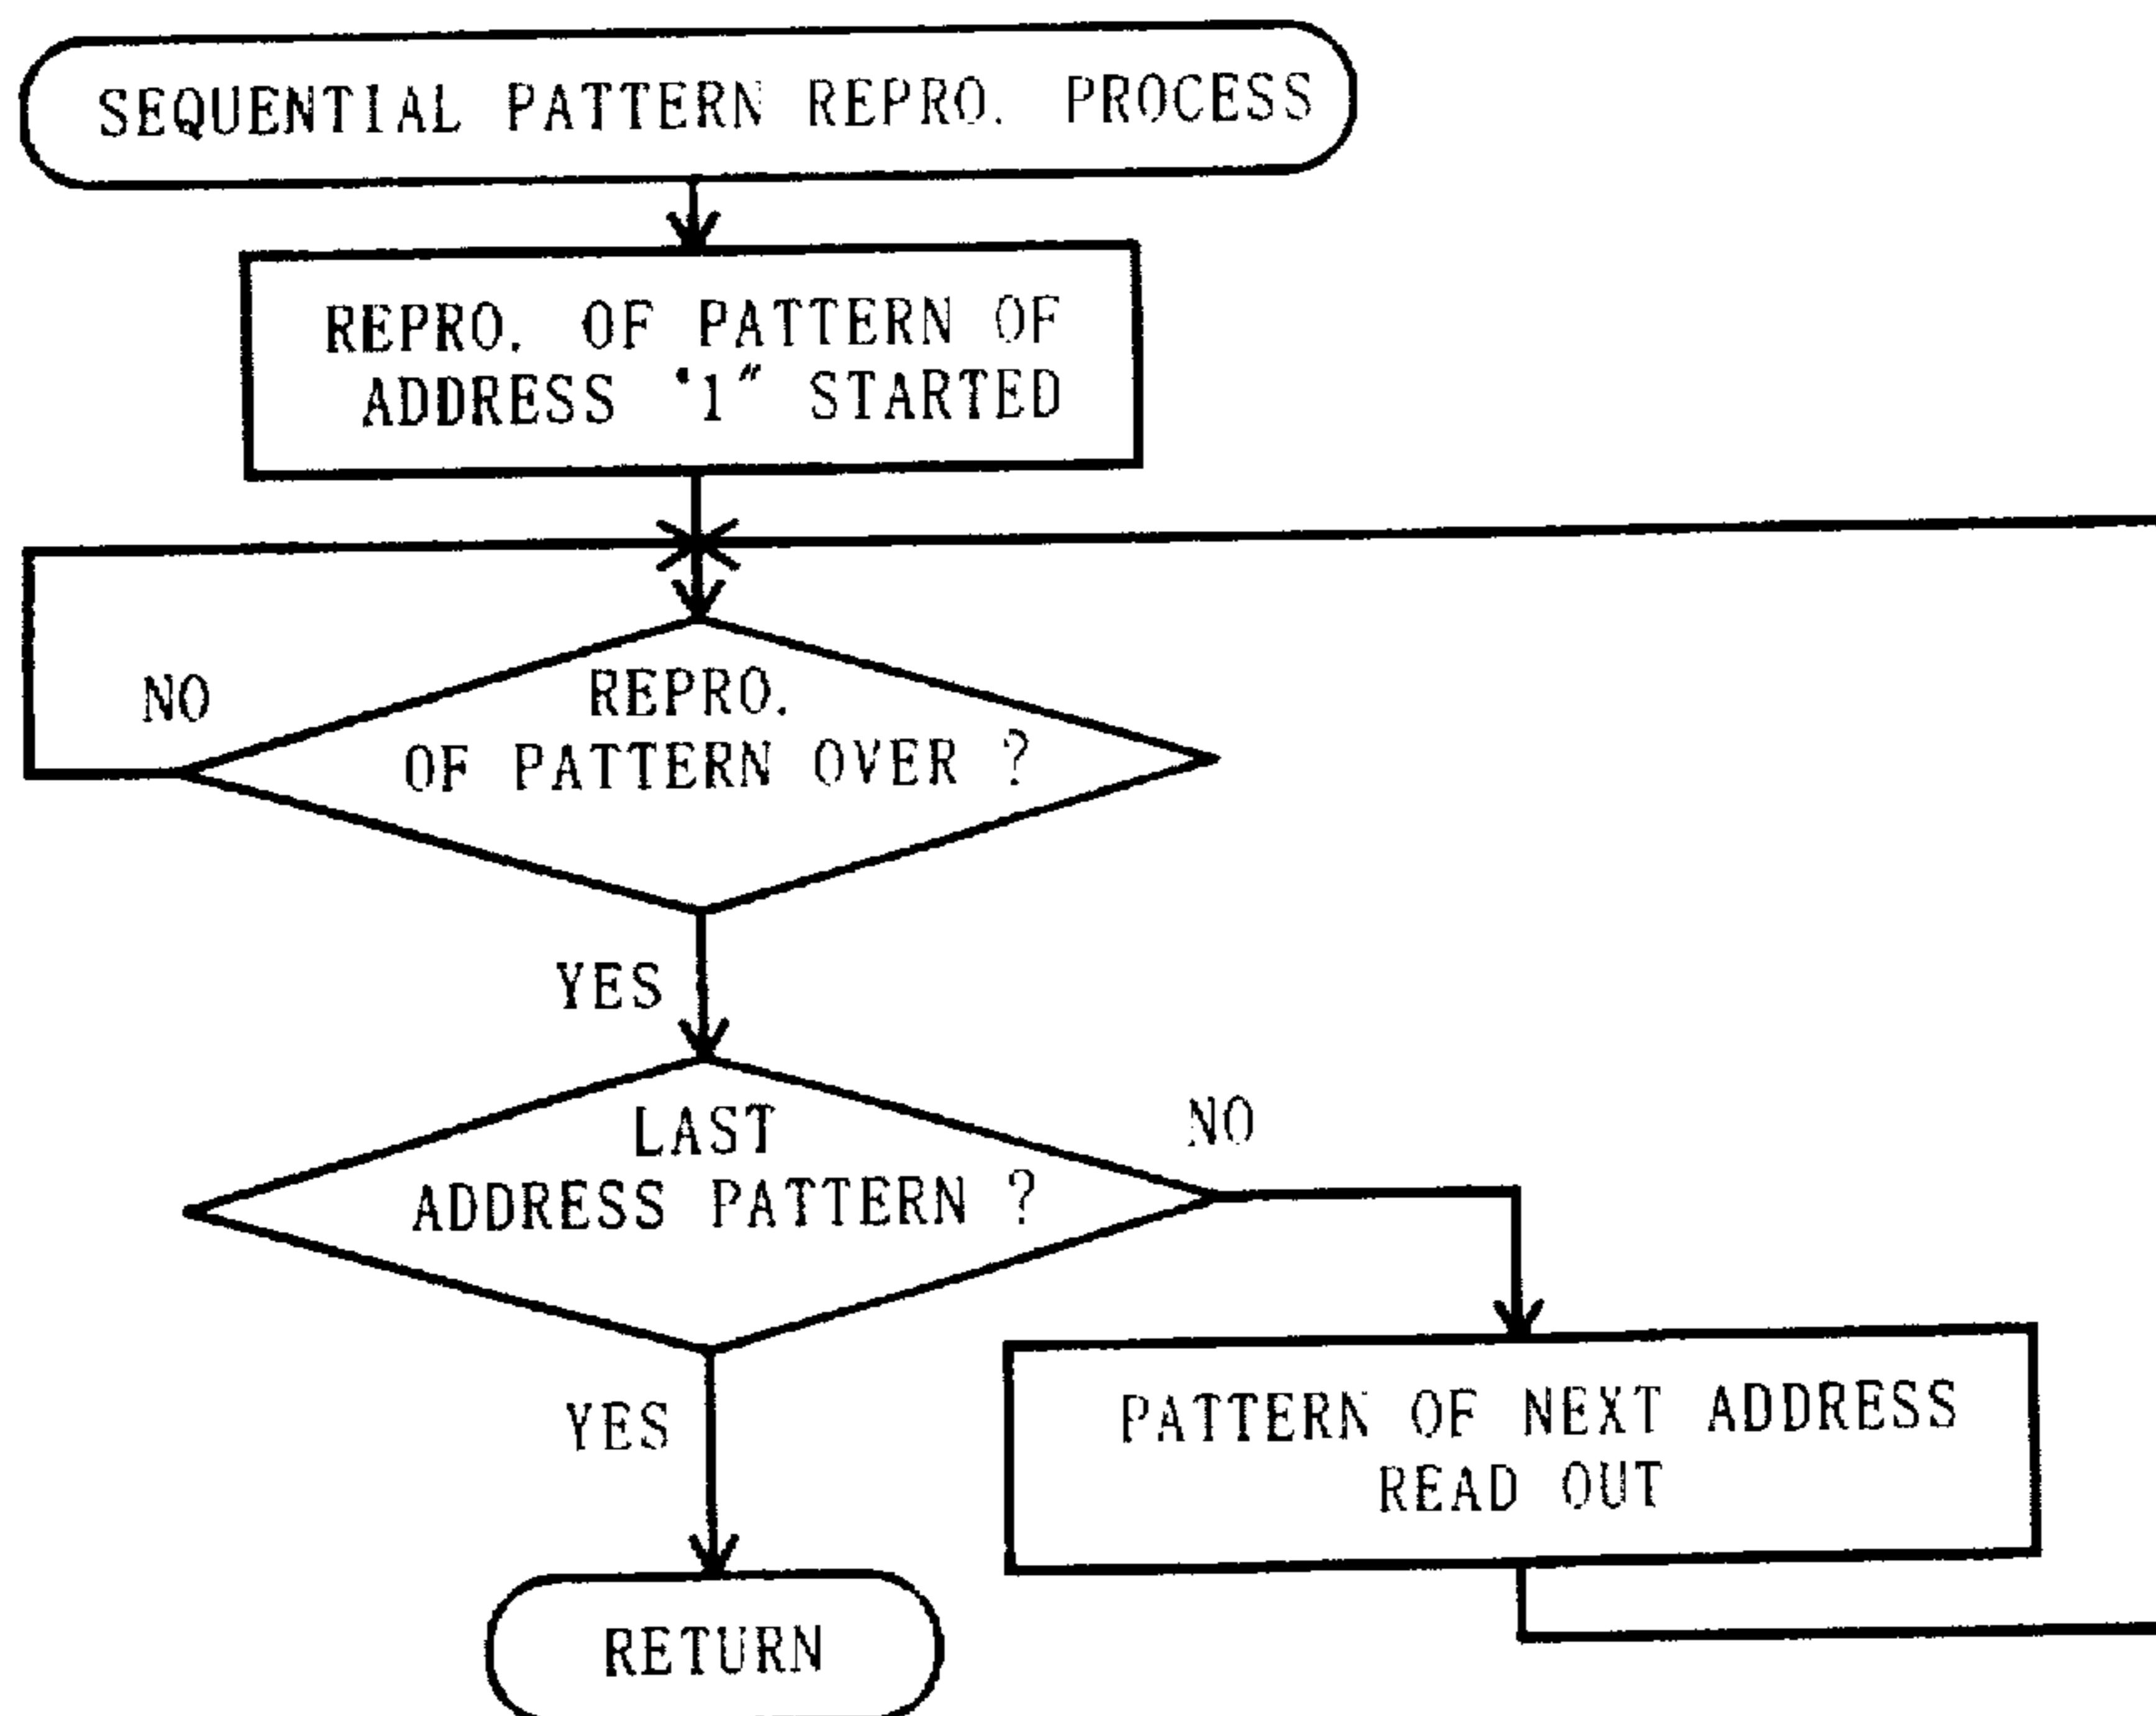 SEQUENTIAL PATTERN REPRO. PROCESS
REPRO. OF PATTERN OF
ADDRESS "1" STARTED
NO
REPRO.
OF PATTERN OVER ?
YES
LAST
ADDRESS PATTERN ?
NO
YES
PATTERN OF NEXT ADDRESS
READ OUT
RETURN